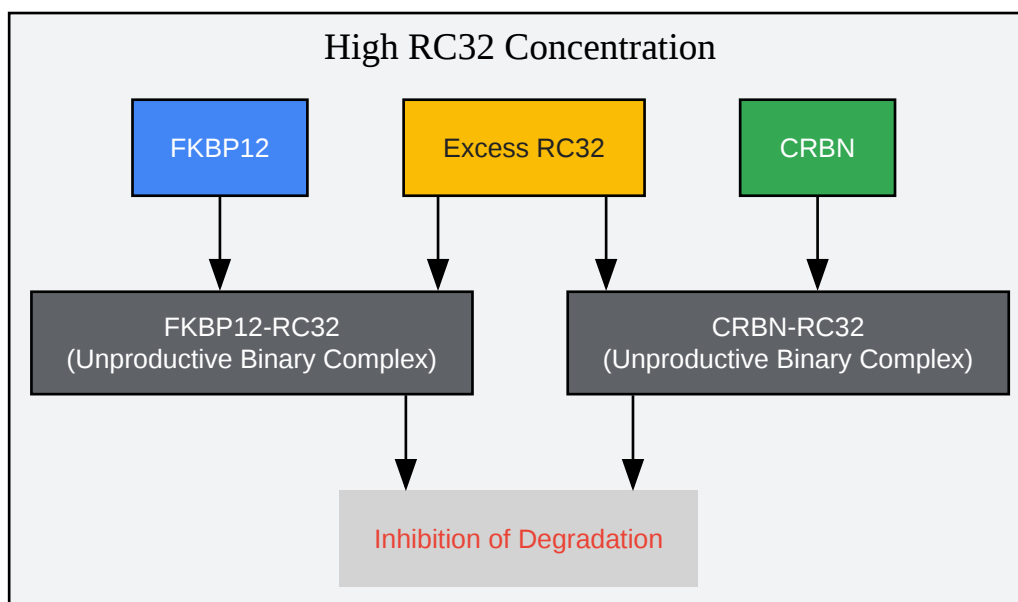 High RC32 Concentration
FKBP12
Excess RC32
CRBN
FKBP12-RC32
(Unproductive Binary Complex)
CRBN-RC32
(Unproductive Binary Complex)
Inhibition of Degradation